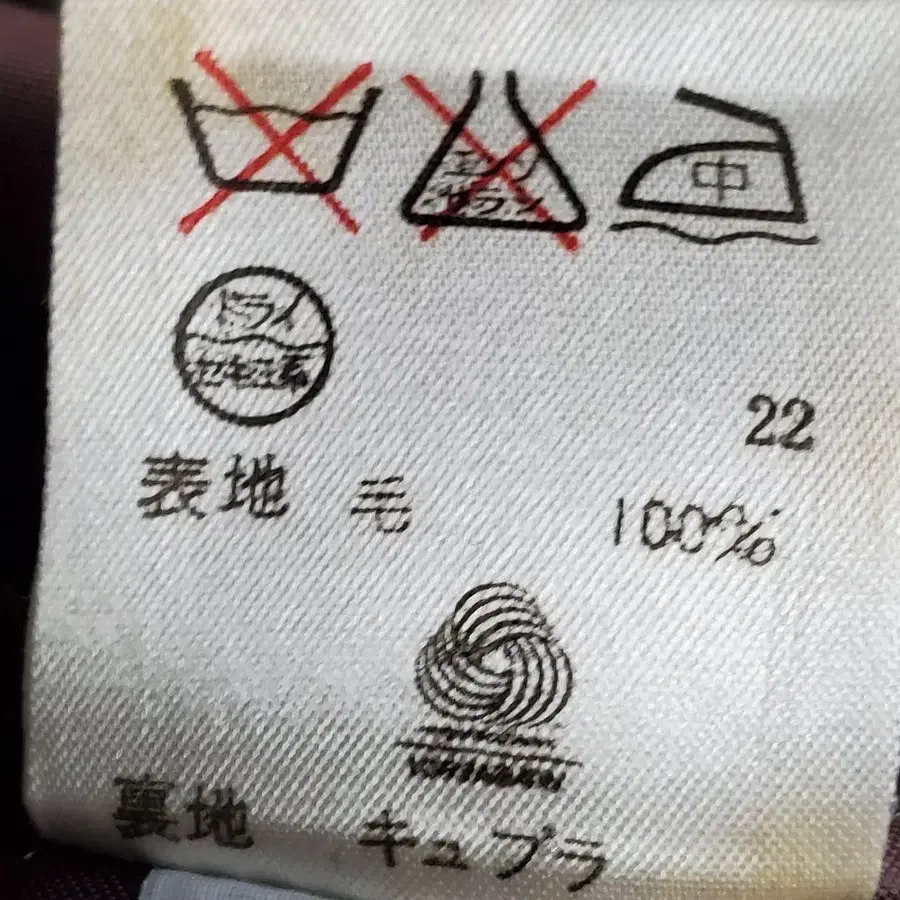 エンソ サラシ 中
ドライ
セキユ系
22
表地 毛 100%
裏地 キュプラ